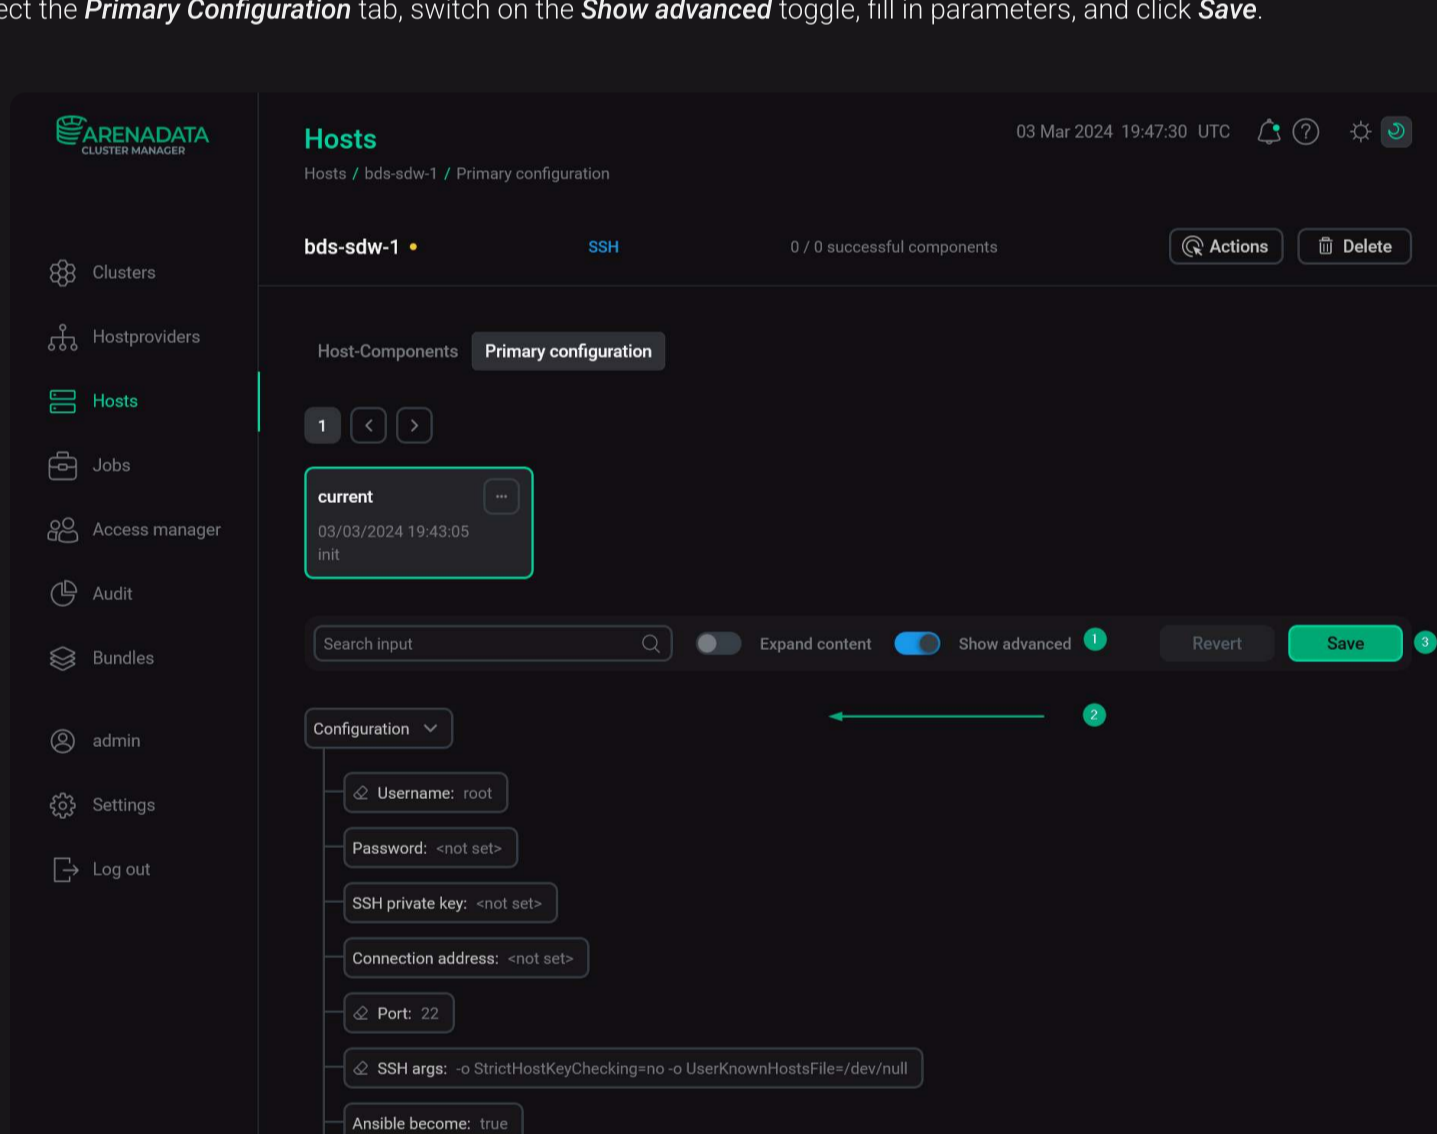 ect the Primary Configuration tab, switch on the Show advanced toggle, fill in parameters, and click Save.
ARENADATA
CLUSTER MANAGER
Hosts
03 Mar 2024 19:47:30 UTC
Hosts / bds-sdw-1 / Primary configuration
bds-sdw-1
SSH
0 / 0 successful components
Actions
Delete
Clusters
Hostproviders
Hosts
Jobs
Access manager
Audit
Bundles
admin
Settings
Log out
Host-Components
Primary configuration
1 < >
current
...
03/03/2024 19:43:05
init
Search input
Expand content
Show advanced
1
Revert
Save
3
Configuration
2
Username: root
Password: <not set>
SSH private key: <not set>
Connection address: <not set>
Port: 22
SSH args: -o StrictHostKeyChecking=no -o UserKnownHostsFile=/dev/null
Ansible become: true